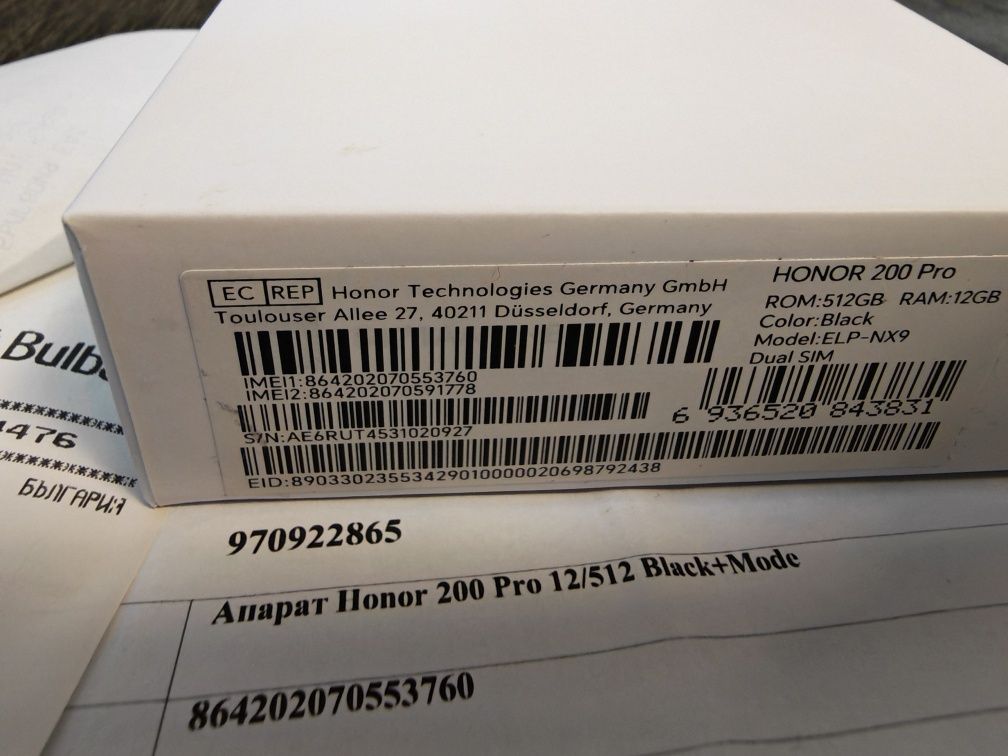 EC REP Honor Technologies Germany GmbH
Toulouser Allee 27, 40211 Düsseldorf, Germany
IMEI1:864202070553760
IMEI2:864202070591778
S/N:AE6RUT4531020927
EID:89033023553429010000020698792438
HONOR 200 Pro
ROM:512GB RAM:12GB
Color:Black
Model:ELP-NX9
Dual SIM
6 936520 843831
4476
БЪЛГАРИЯ
970922865
Апарат Honor 200 Pro 12/512 Black+Mode
864202070553760